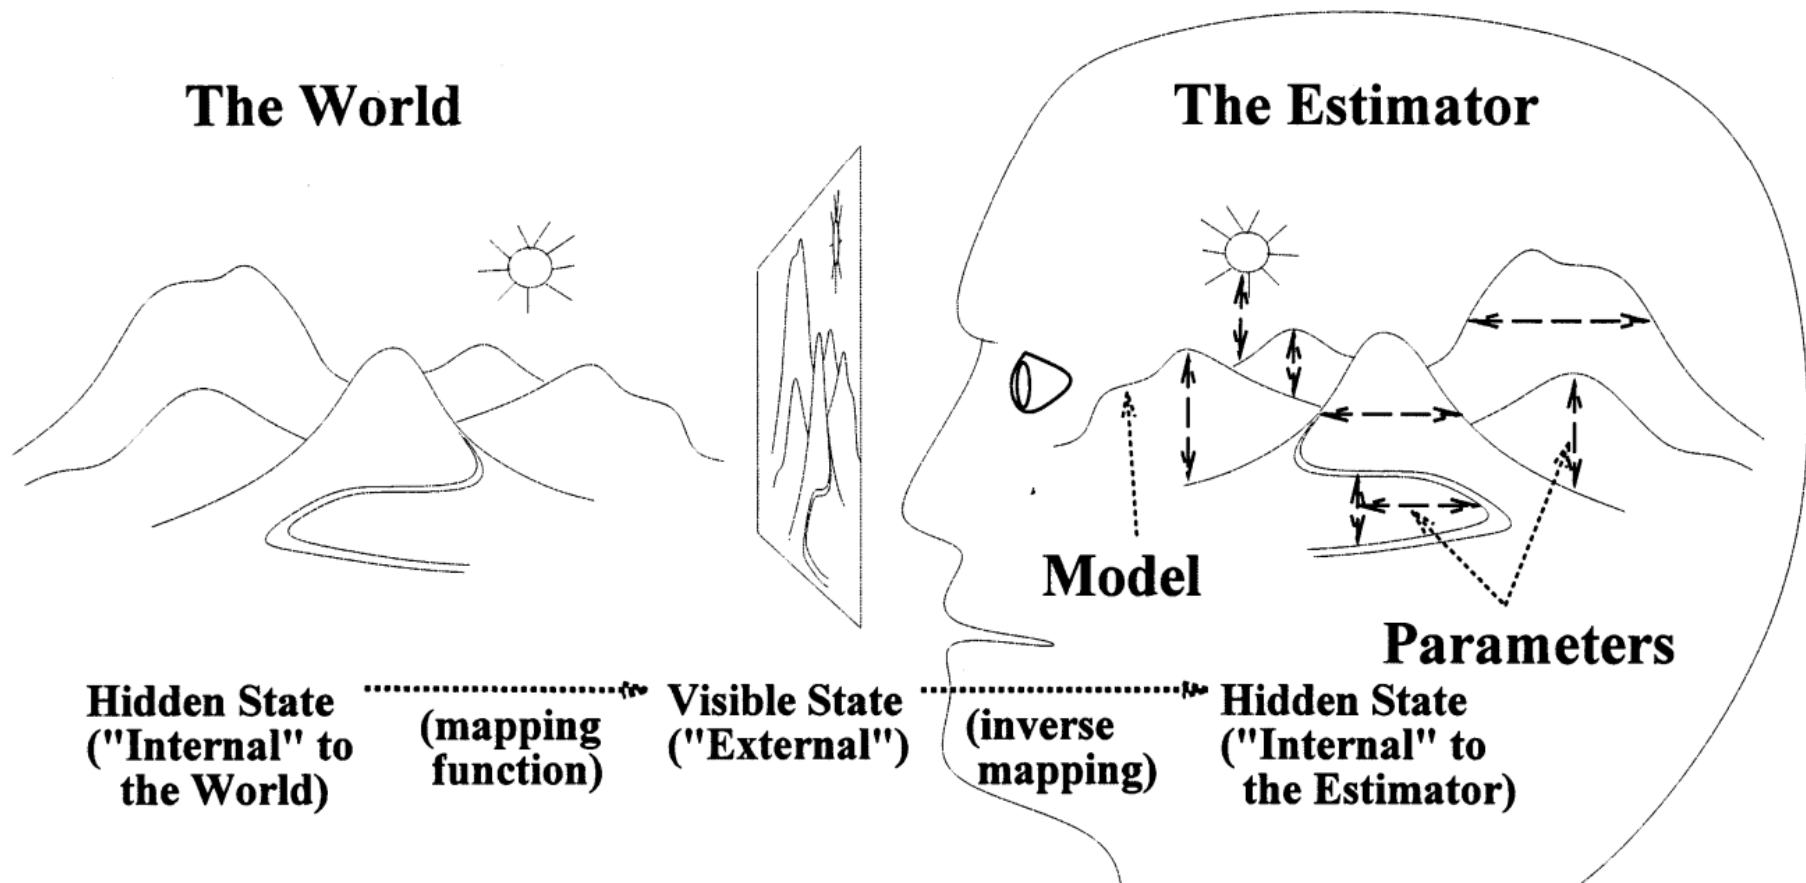 The World
The Estimator
Model
Parameters
Hidden State
("Internal" to
the World)
(mapping
function)
Visible State
("External")
(inverse
mapping)
Hidden State
("Internal" to
the Estimator)